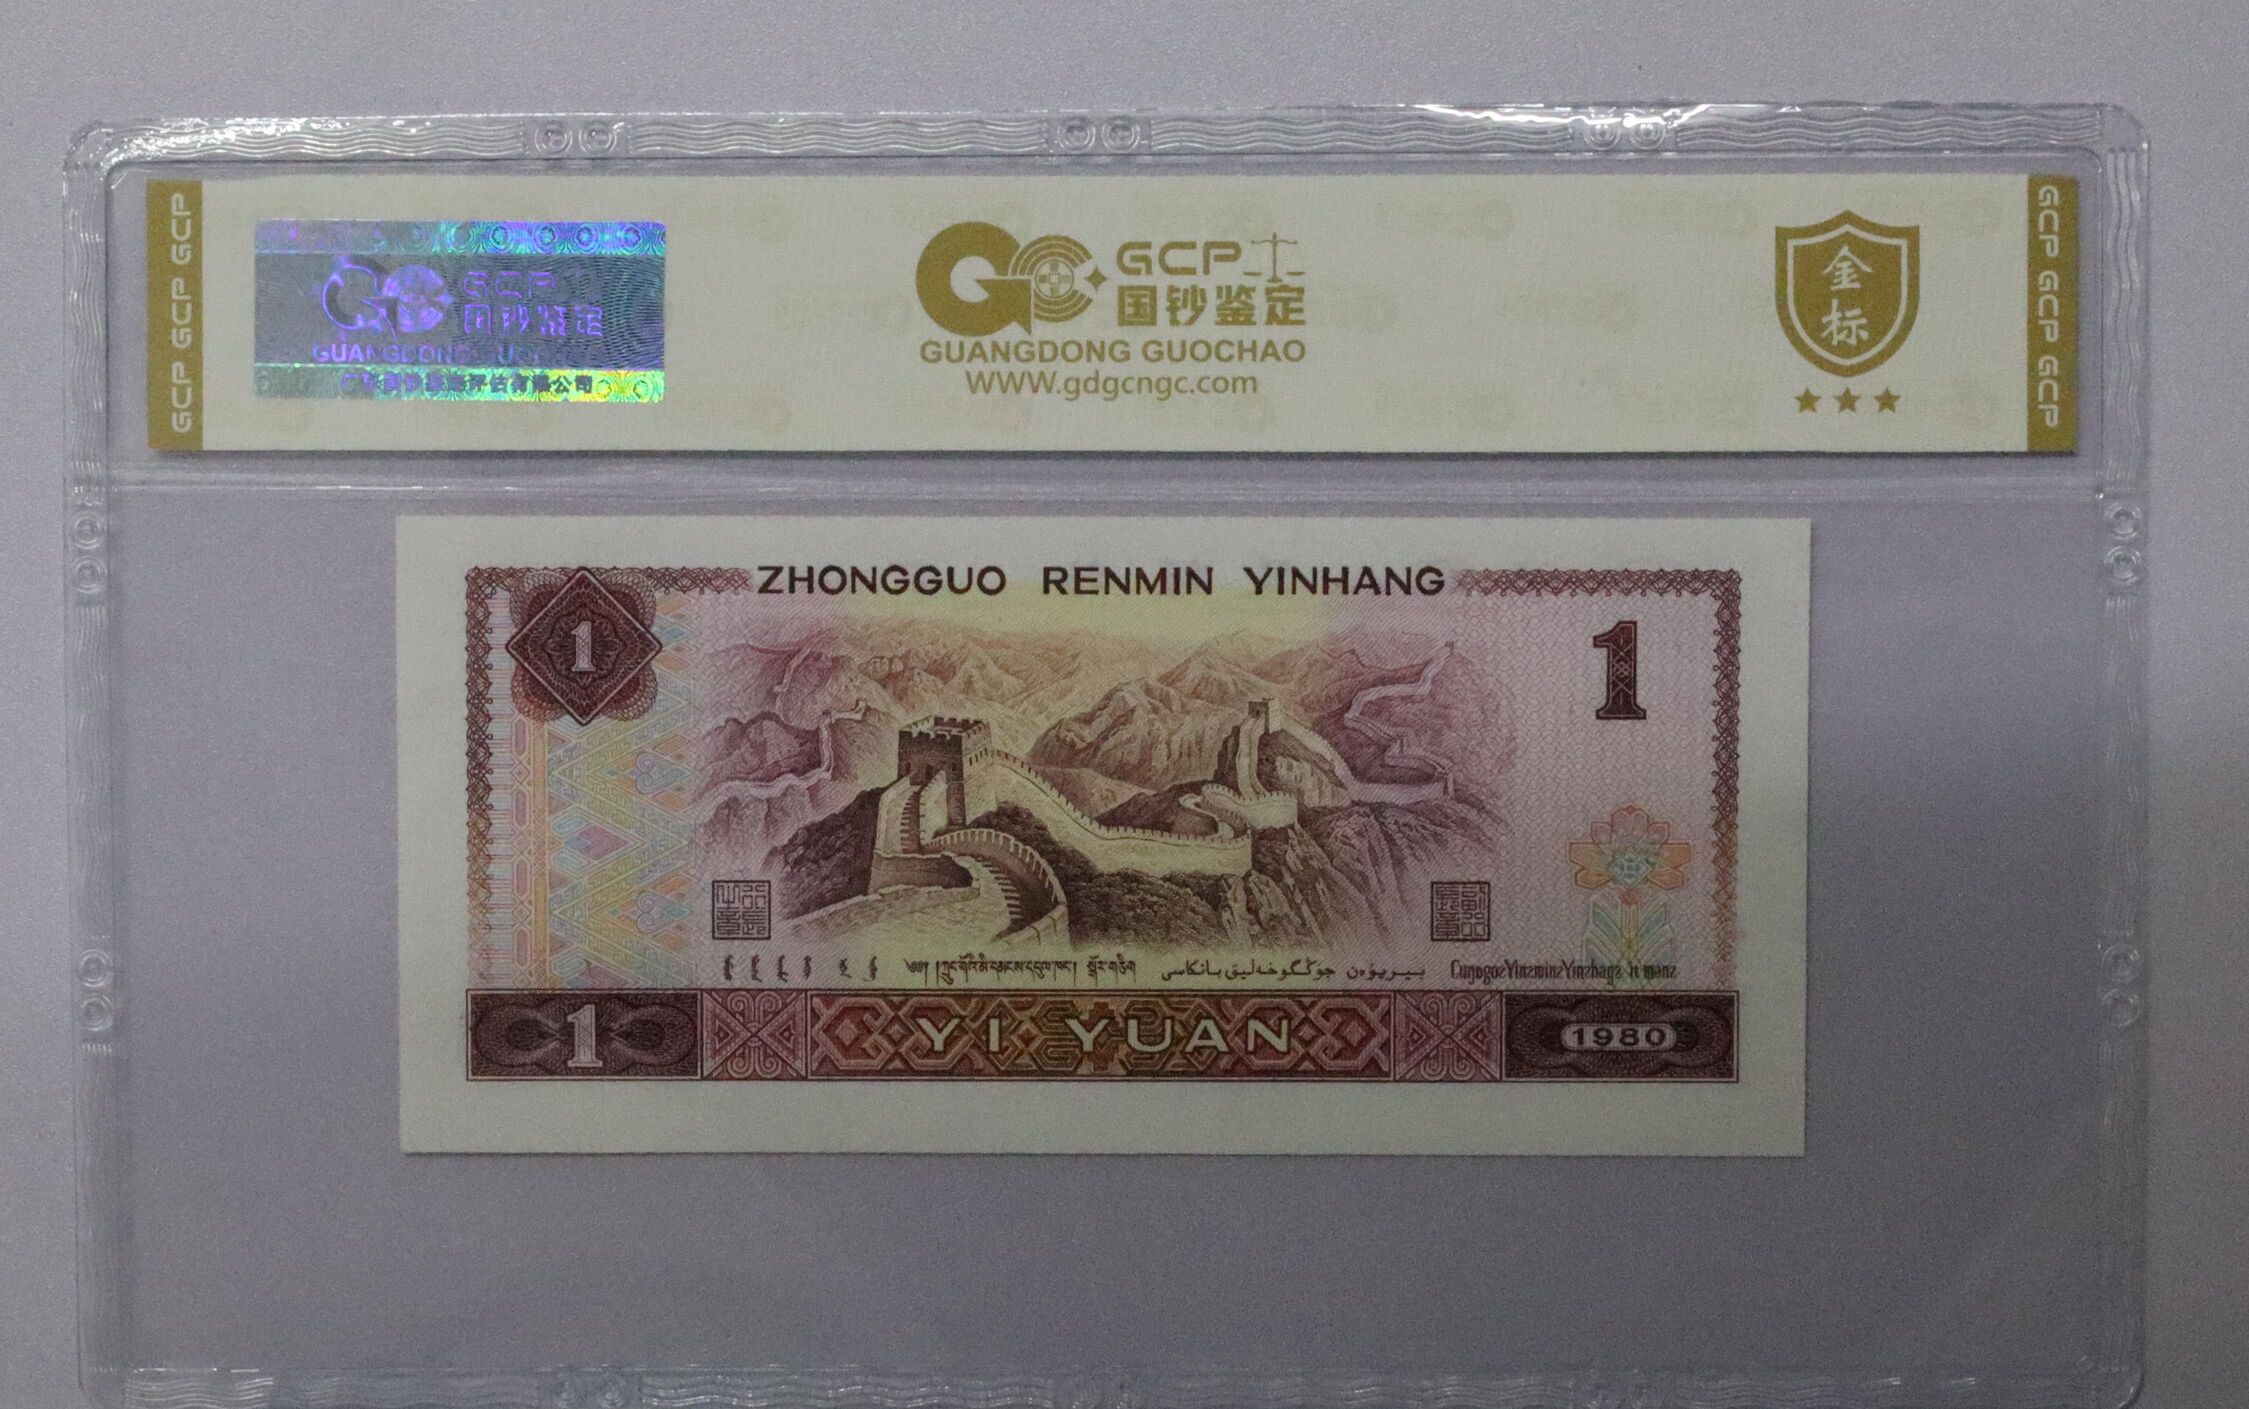 GCP GCP GCP
GCP
国钞鉴定
GUANGDONG GUOCHAO
GCP
国钞鉴定
GUANGDONG GUOCHAO
WWW.gdgcngc.com
金
标
GCP GCP GCP
ZHONGGUO RENMIN YINHANG
1
1
YI YUAN
1
1980